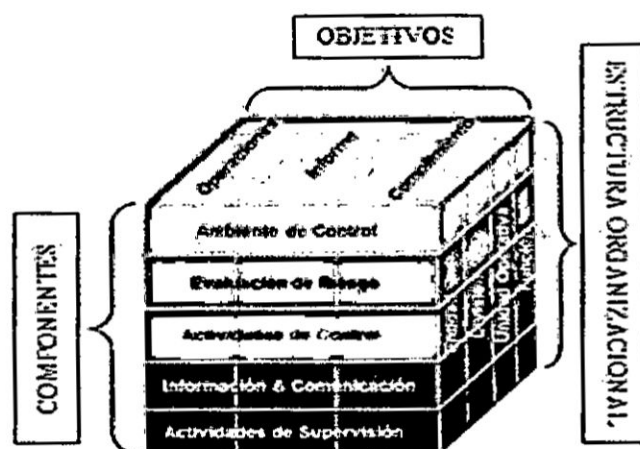 OBJETIVOS
Operaciones
Informe
Cumplimiento
ESTRUCTURA ORGANIZACIONAL
COMPONENTES
Ambiente de Control
Evaluación de Riesgo
Actividades de Control
Información & Comunicación
Actividades de Supervisión